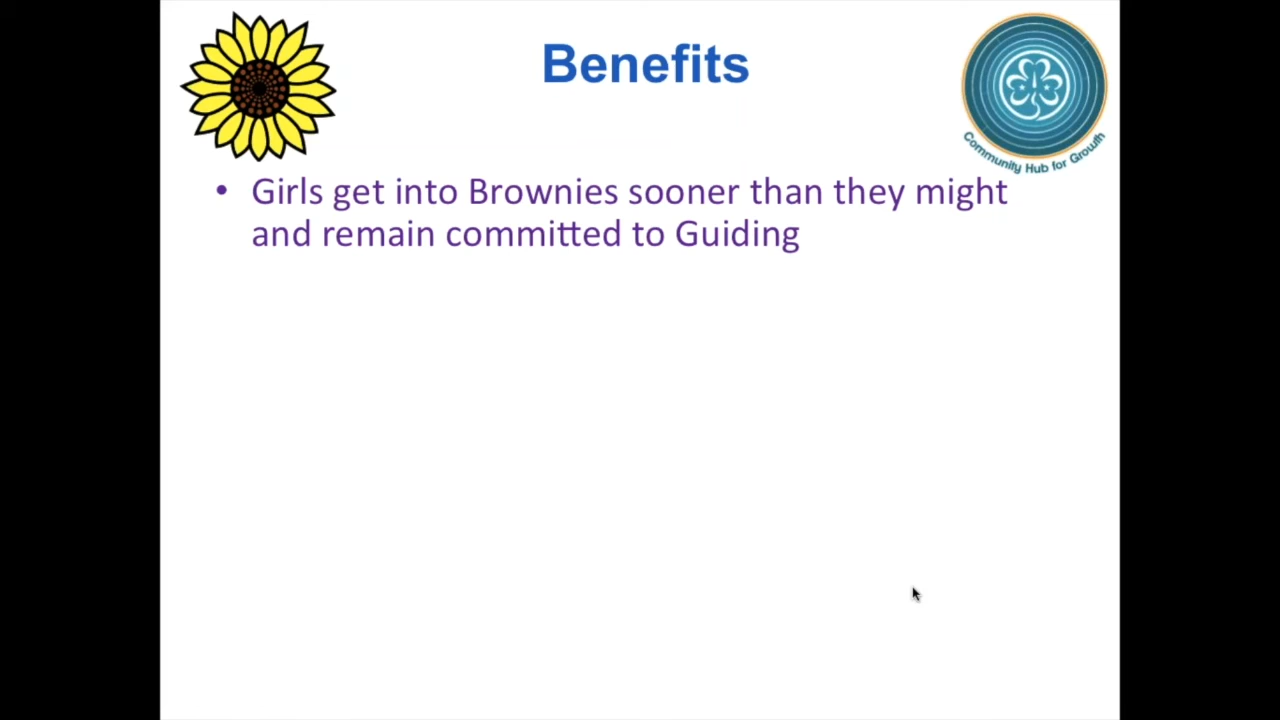 Benefits
Community Hub for Growth
• Girls get into Brownies sooner than they might
and remain committed to Guiding